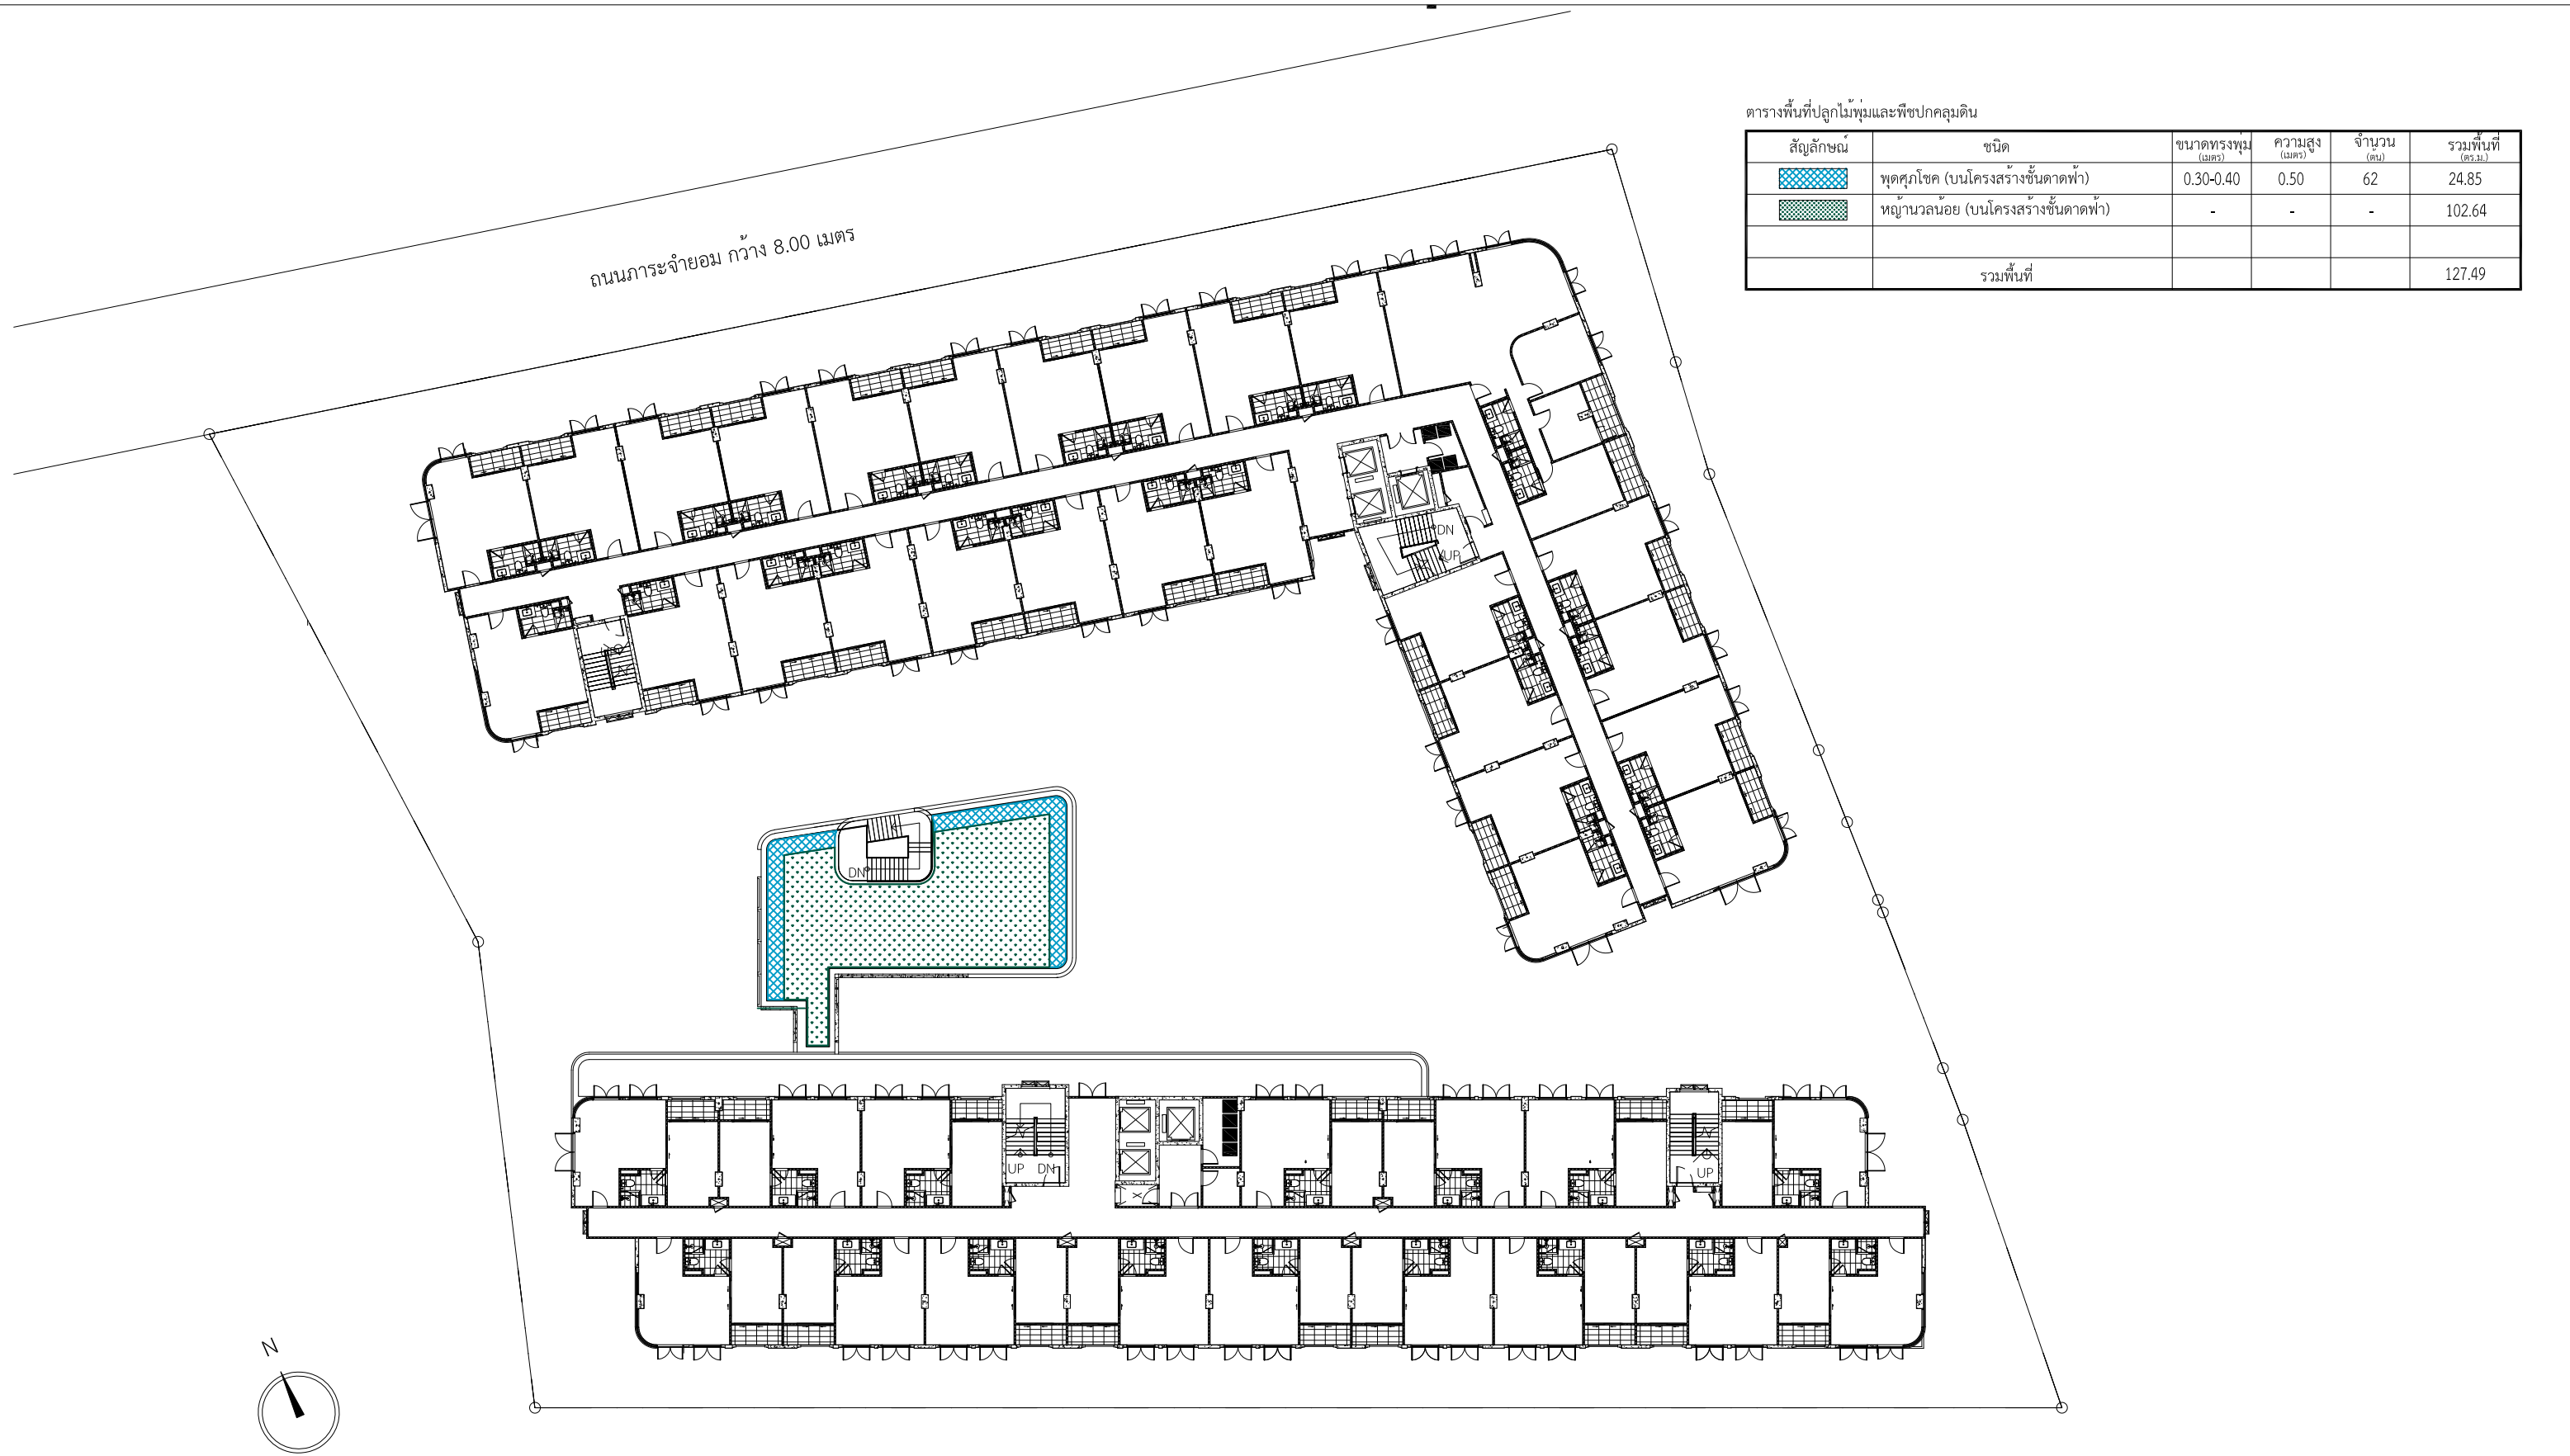 ตารางพื้นที่ปลูกไม้พุ่มและพืชปกคลุมดิน
สัญลักษณ์ ชนิด ขนาดทรงพุ่ม (เมตร) ความสูง (เมตร) จำนวน (ต้น) รวมพื้นที่ (ตร.ม.)
พุดศุภโชค (บนโครงสร้างชั้นดาดฟ้า) 0.30-0.40 0.50 62 24.85
หญ้านวลน้อย (บนโครงสร้างชั้นดาดฟ้า) - - - 102.64
รวมพื้นที่ 127.49
ถนนภาระจำยอม กว้าง 8.00 เมตร
DN
UP
DN
UP DN
UP
N